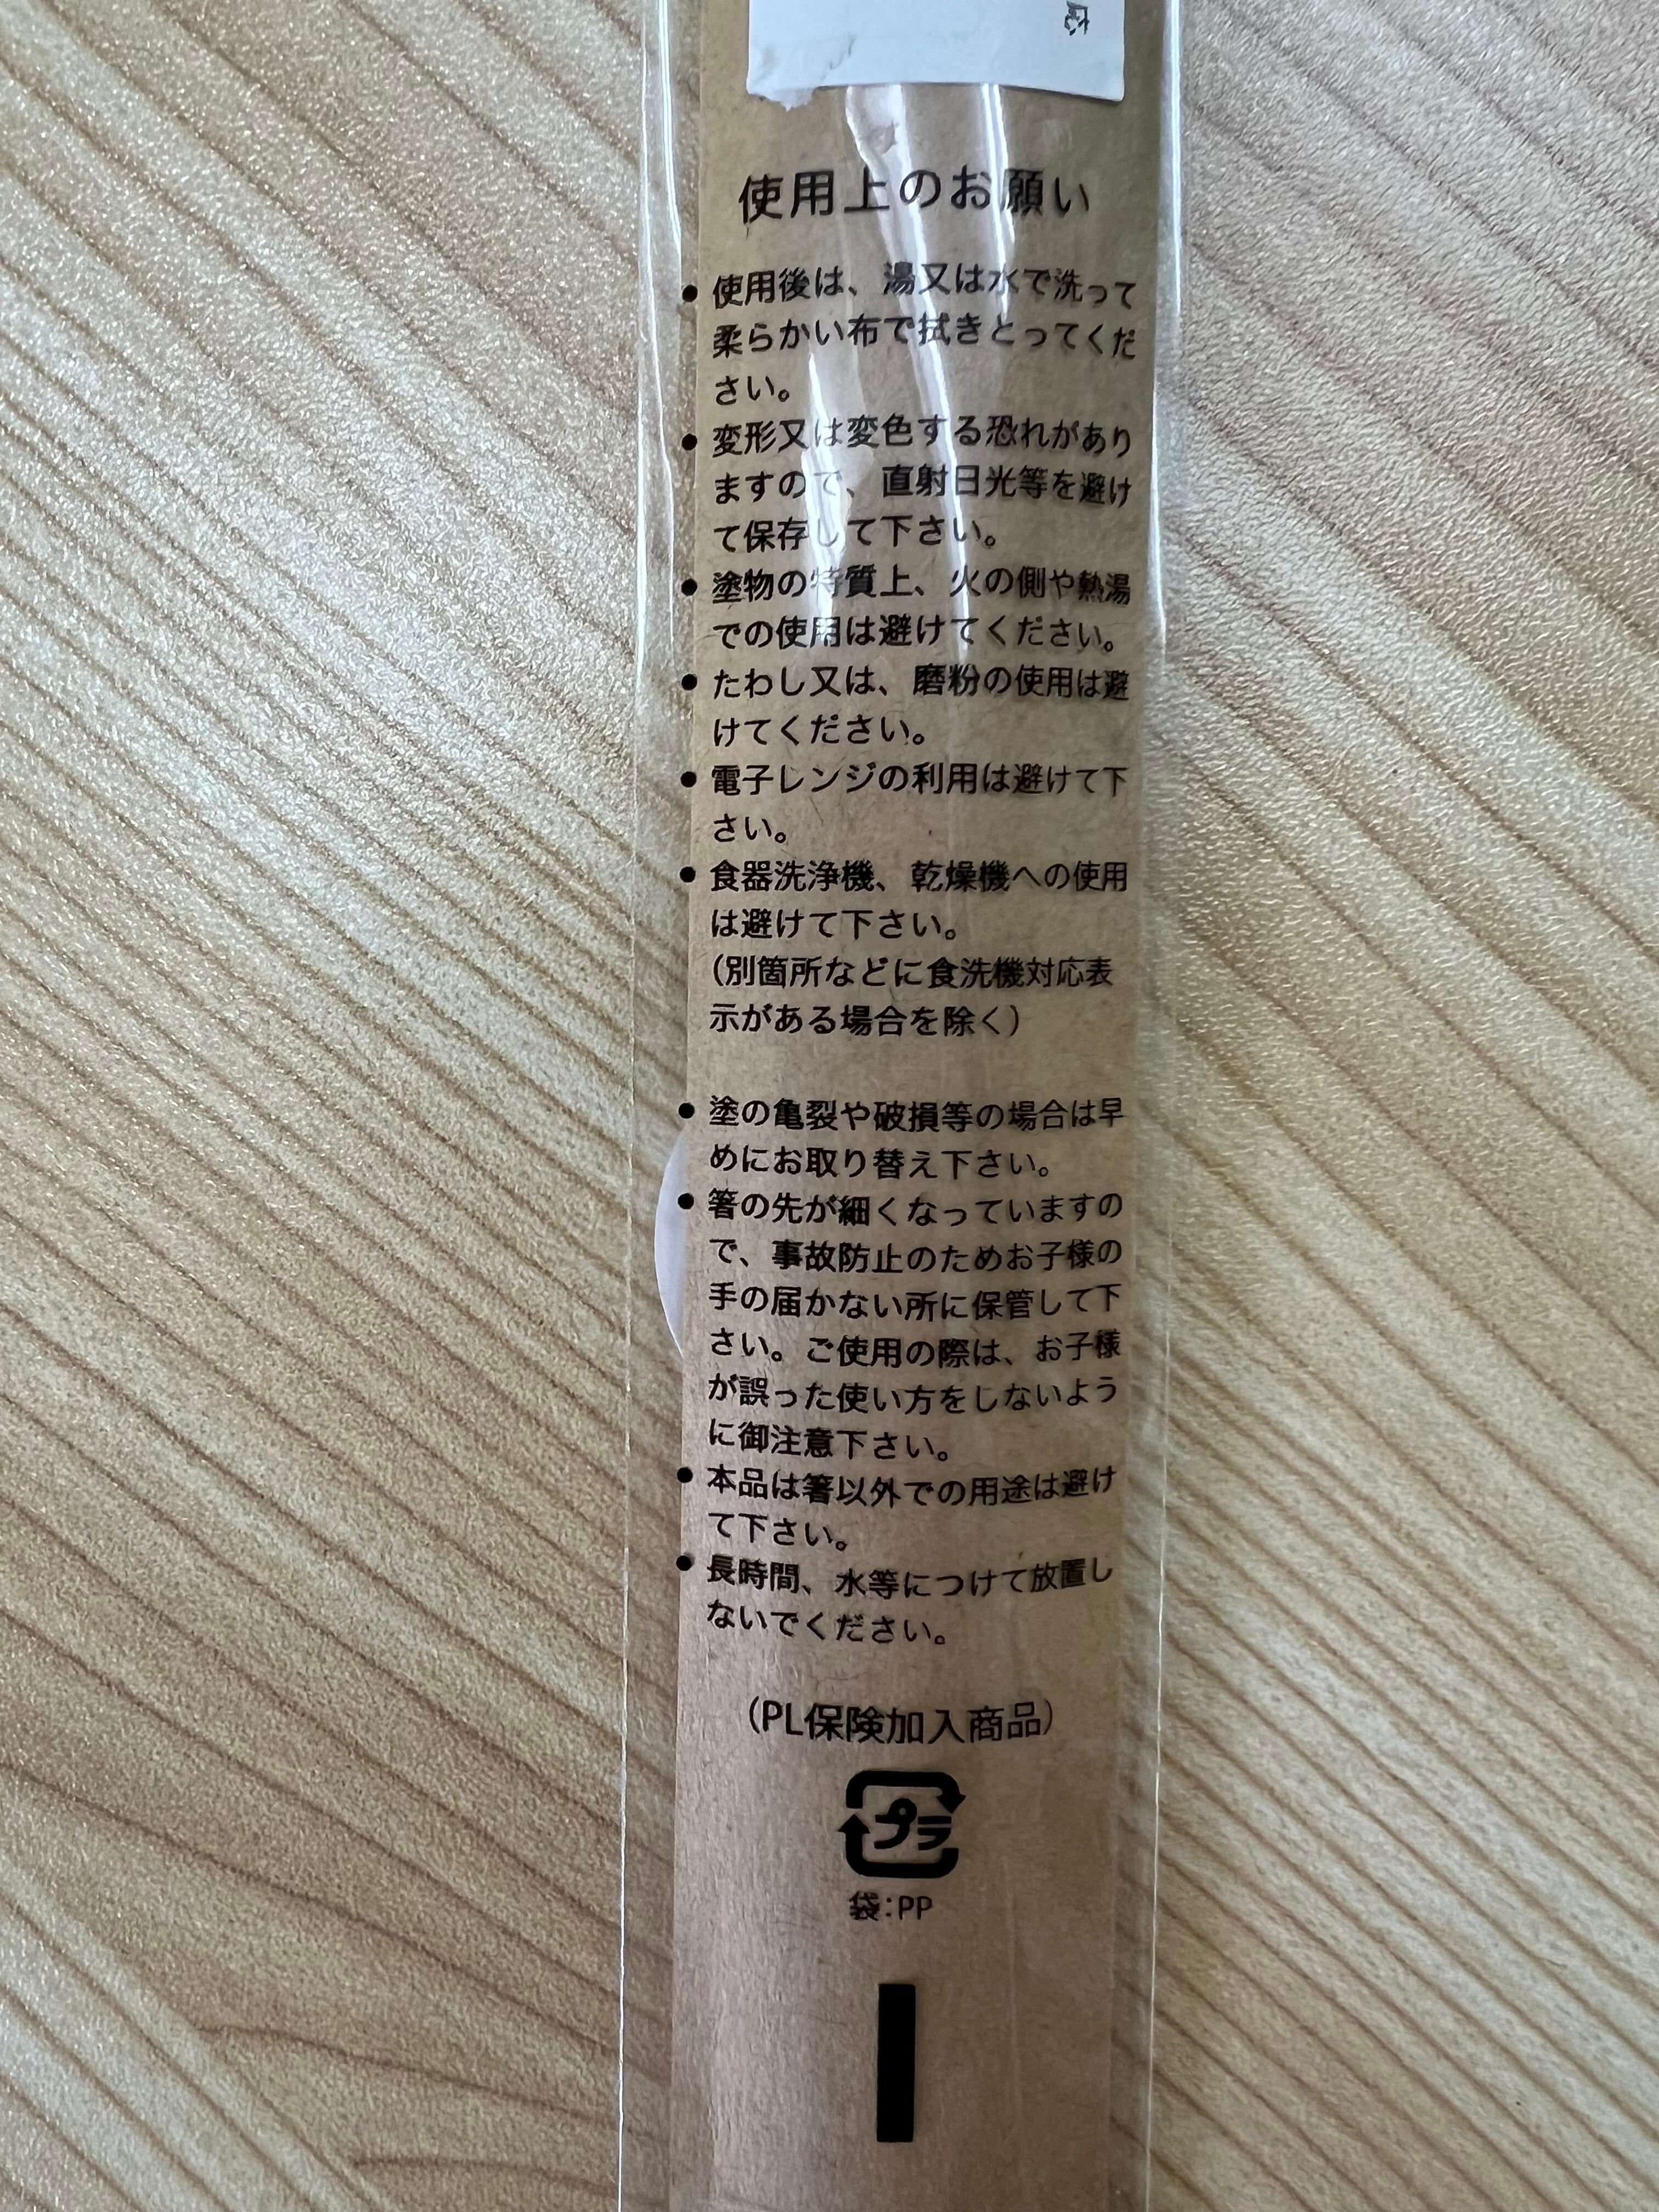 応
使用上のお願い
● 使用後は、湯又は水で洗って
柔らかい布で拭きとってくだ
さい。
● 変形又は変色する恐れがあり
ますので、直射日光等を避け
て保存して下さい。
● 塗物の特質上、火の側や熱湯
での使用は避けてください。
● たわし又は、磨粉の使用は避
けてください。
● 電子レンジの利用は避けて下
さい。
● 食器洗浄機、乾燥機への使用
は避けて下さい。
(別箇所などに食洗機対応表
示がある場合を除く)
● 塗の亀裂や破損等の場合は早
めにお取り替え下さい。
● 箸の先が細くなっていますの
で、事故防止のためお子様の
手の届かない所に保管して下
さい。ご使用の際は、お子様
が誤った使い方をしないよう
に御注意下さい。
● 本品は箸以外での用途は避け
て下さい。
● 長時間、水等につけて放置し
ないでください。
(PL保険加入商品)
プラ
袋:PP